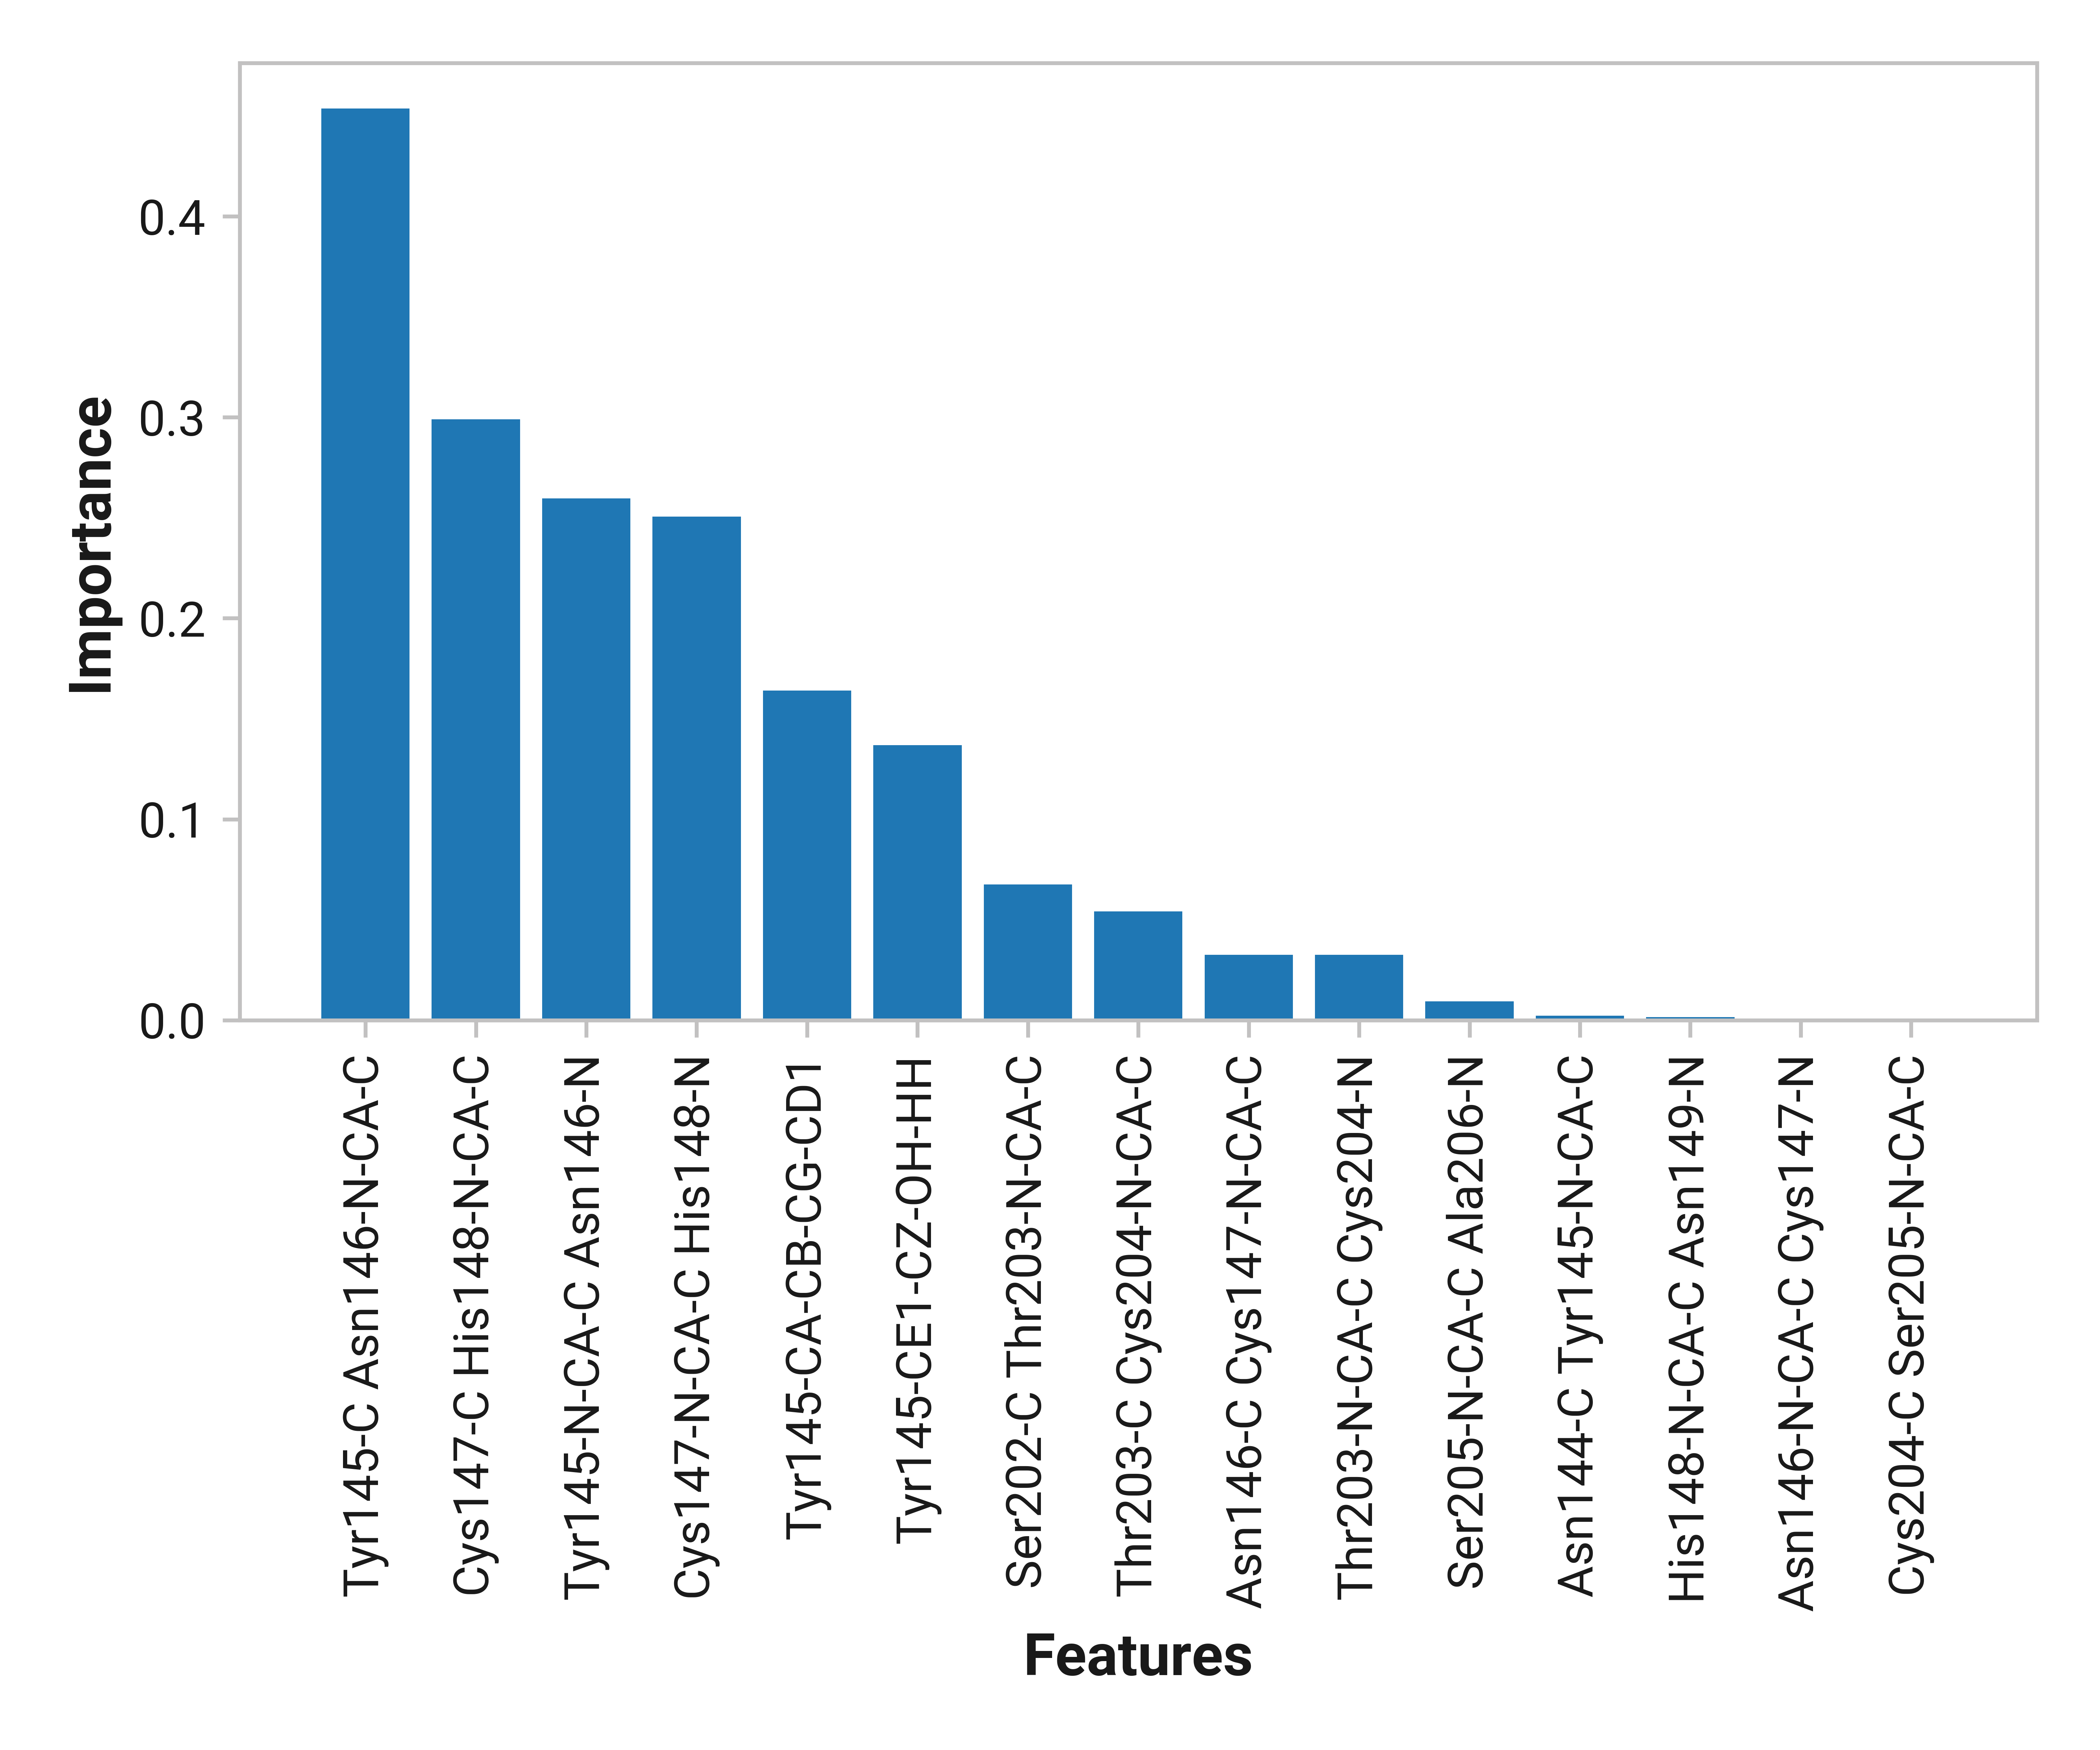 Importance
0.4
0.3
0.2
0.1
0.0
Tyr145-C Asn146-N-CA-C
Cys147-C His148-N-CA-C
Tyr145-N-CA-C Asn146-N
Cys147-N-CA-C His148-N
Tyr145-CA-CB-CG-CD1
Tyr145-CE1-CZ-OH-HH
Ser202-C Thr203-N-CA-C
Thr203-C Cys204-N-CA-C
Asn146-C Cys147-N-CA-C
Thr203-N-CA-C Cys204-N
Ser205-N-CA-C Ala206-N
Asn144-C Tyr145-N-CA-C
His148-N-CA-C Asn149-N
Asn146-N-CA-C Cys147-N
Cys204-C Ser205-N-CA-C
Features